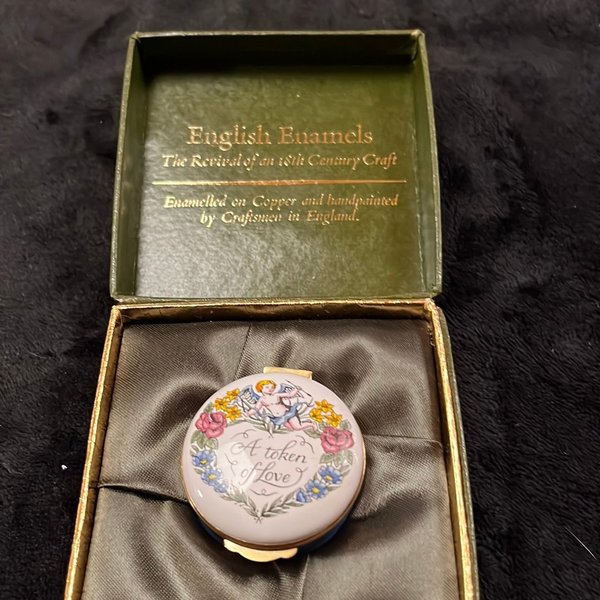 English Enamels
The Revival of an 18th Century Craft
Enamelled on Copper and handpainted
by Craftsmen in England.
A token
of Love